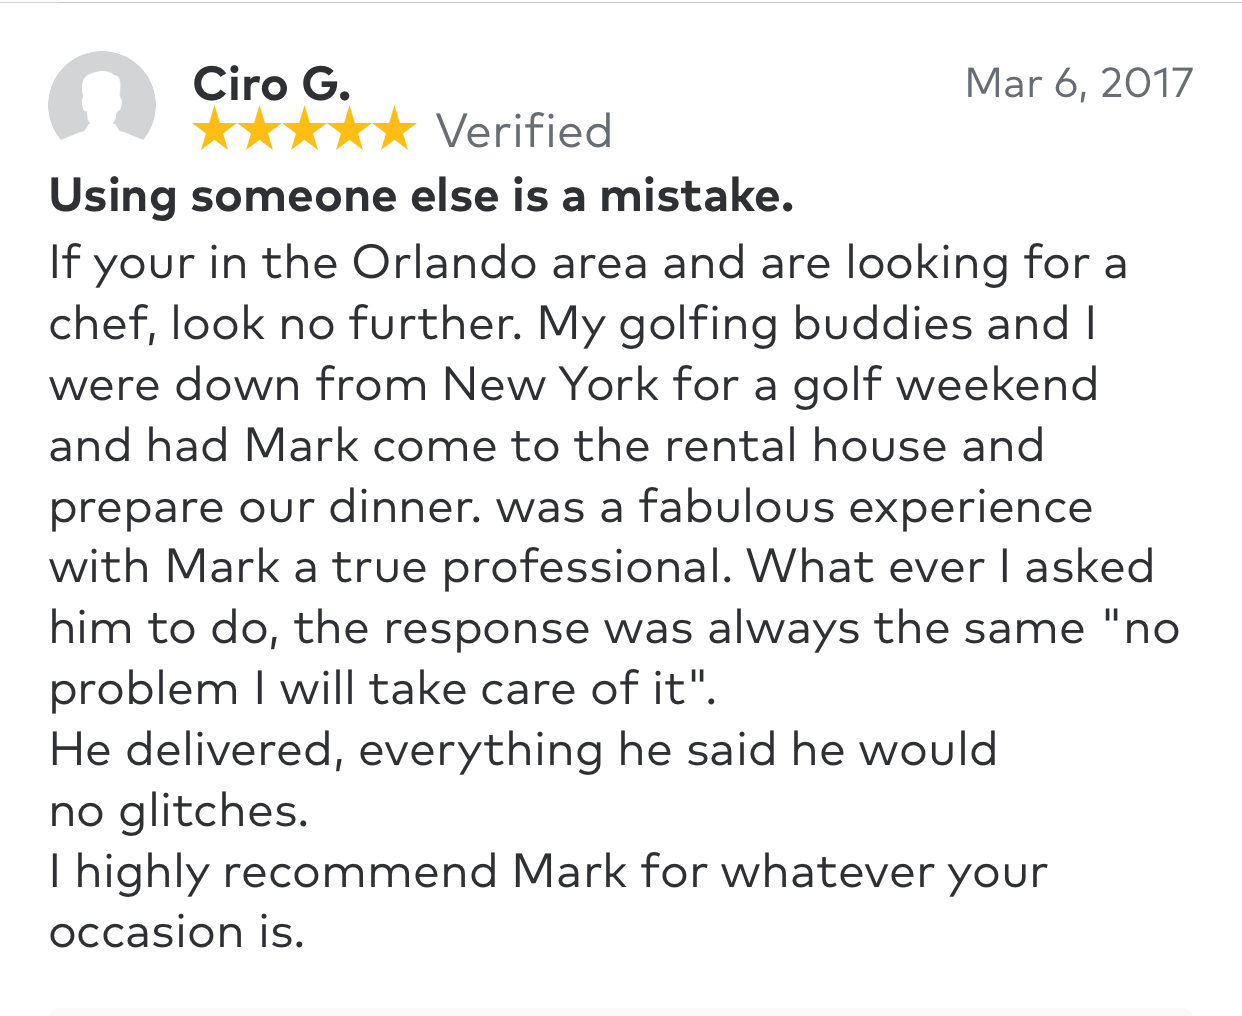 Ciro G.
Mar 6, 2017
Verified
Using someone else is a mistake.
If your in the Orlando area and are looking for a
chef, look no further. My golfing buddies and I
were down from New York for a golf weekend
and had Mark come to the rental house and
prepare our dinner. was a fabulous experience
with Mark a true professional. What ever I asked
him to do, the response was always the same "no
problem I will take care of it".
He delivered, everything he said he would
no glitches.
I highly recommend Mark for whatever your
occasion is.